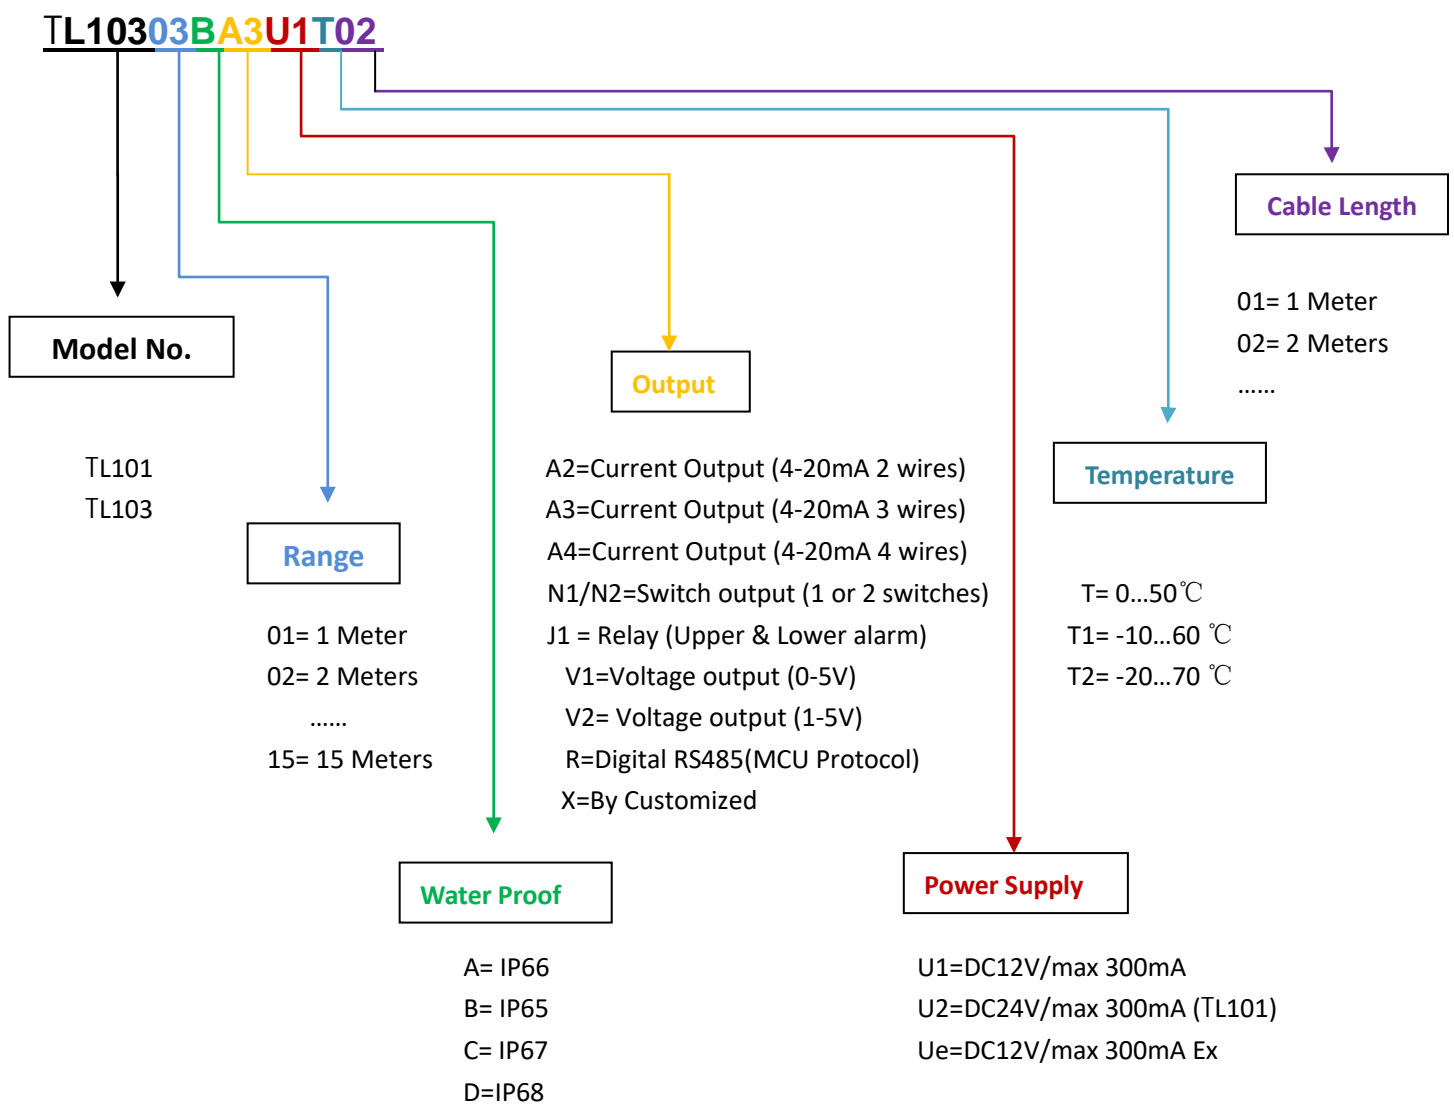 TL10303BA3U1T02
Cable Length
01= 1 Meter
02= 2 Meters
......
Model No.
TL101
TL103
Output
A2=Current Output (4-20mA 2 wires)
A3=Current Output (4-20mA 3 wires)
A4=Current Output (4-20mA 4 wires)
N1/N2=Switch output (1 or 2 switches)
J1 = Relay (Upper & Lower alarm)
V1=Voltage output (0-5V)
V2= Voltage output (1-5V)
R=Digital RS485(MCU Protocol)
X=By Customized
Temperature
T= 0...50℃
T1= -10...60 ℃
T2= -20...70 ℃
Range
01= 1 Meter
02= 2 Meters
......
15= 15 Meters
Water Proof
A= IP66
B= IP65
C= IP67
D=IP68
Power Supply
U1=DC12V/max 300mA
U2=DC24V/max 300mA (TL101)
Ue=DC12V/max 300mA Ex